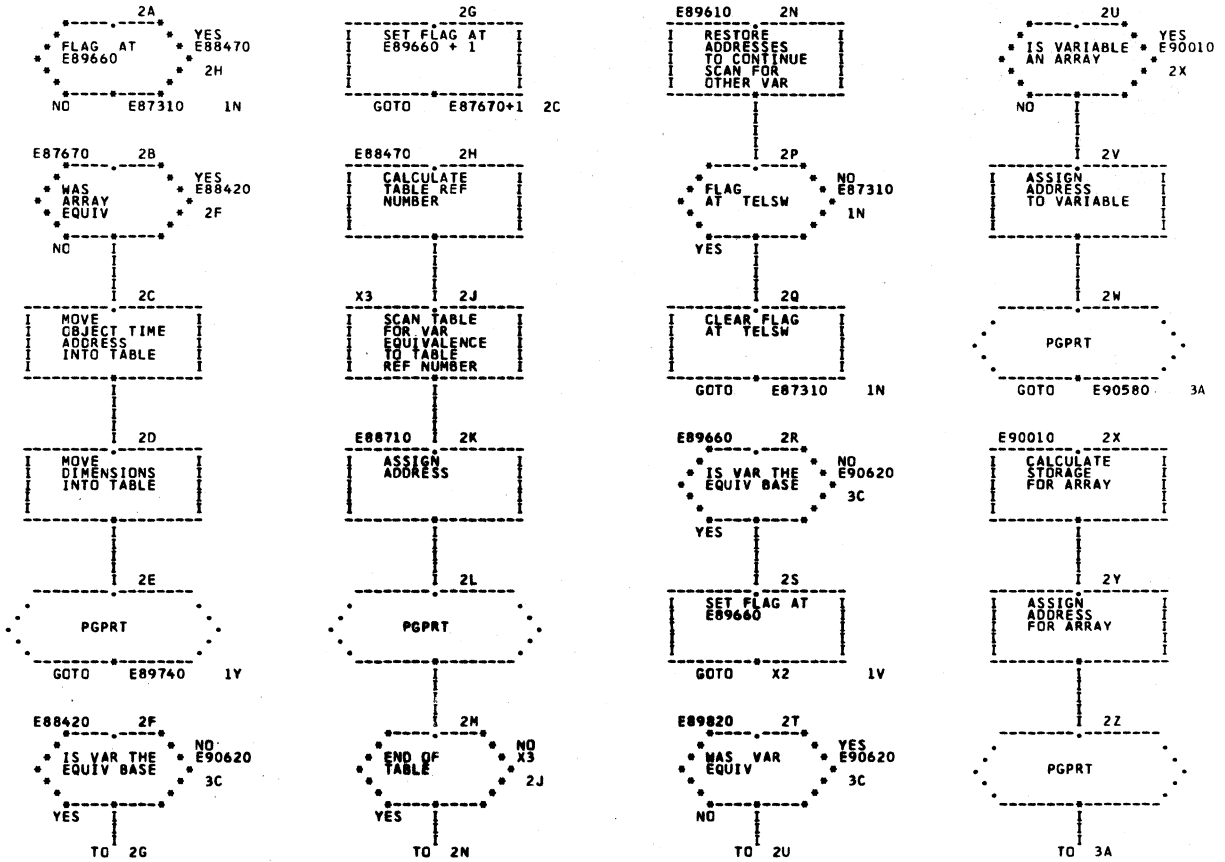 2A
FLAG AT
E89660
YES
E88470
2H
NO E87310 1N
E87670 2B
WAS
ARRAY
EQUIV
YES
E88420
2F
NO
2C
MOVE
OBJECT TIME
ADDRESS
INTO TABLE
2D
MOVE
DIMENSIONS
INTO TABLE
2E
PGPRT
GOTO E89740 1Y
E88420 2F
IS VAR THE
EQUIV BASE
NO
E90620
3C
YES
TO 2G
2G
SET FLAG AT
E89660 + 1
GOTO E87670+1 2C
E88470 2H
CALCULATE
TABLE REF
NUMBER
X3 2J
SCAN TABLE
FOR VAR
EQUIVALENCE
TO TABLE
REF NUMBER
E88710 2K
ASSIGN
ADDRESS
2L
PGPRT
2M
END OF
TABLE
NO
X3
2J
YES
TO 2N
E89610 2N
RESTORE
ADDRESSES
TO CONTINUE
SCAN FOR
OTHER VAR
2P
FLAG
AT TELSW
NO
E87310
1N
YES
2Q
CLEAR FLAG
AT TELSW
GOTO E87310 1N
E89660 2R
IS VAR THE
EQUIV BASE
NO
E90620
3C
YES
2S
SET FLAG AT
E89660
GOTO X2 1V
E89820 2T
WAS VAR
EQUIV
YES
E90620
3C
NO
TO 2U
2U
IS VARIABLE
AN ARRAY
YES
E90010
2X
NO
2V
ASSIGN
ADDRESS
TO VARIABLE
2W
PGPRT
GOTO E90580 3A
E90010 2X
CALCULATE
STORAGE
FOR ARRAY
2Y
ASSIGN
ADDRESS
FOR ARRAY
2Z
PGPRT
TO 3A